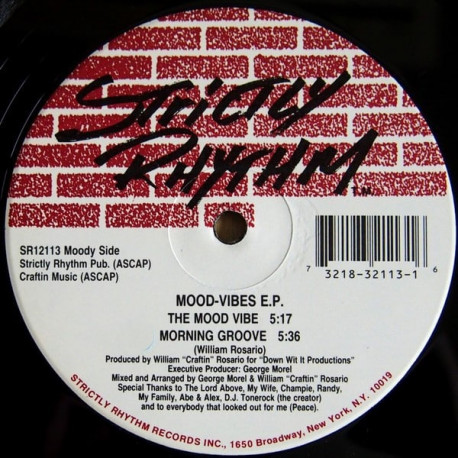 STRICTLY
RHYTHM
T.M.
SR12113 Moody Side
Strictly Rhythm Pub. (ASCAP)
Craftin Music (ASCAP)
7 3218-32113-1 6
MOOD-VIBES E.P.
THE MOOD VIBE 5:17
MORNING GROOVE 5:36
(William Rosario)
Produced by William "Craftin" Rosario for "Down Wit It Productions"
Executive Producer: George Morel
Mixed and Arranged by George Morel & William "Craftin" Rosario
Special Thanks to The Lord Above, My Wife, Champie, Randy,
My Family, Abe & Alex, D.J. Tonerock (the creator)
and to everybody that looked out for me (Peace).
STRICTLY RHYTHM RECORDS INC., 1650 Broadway, New York, N.Y. 10019